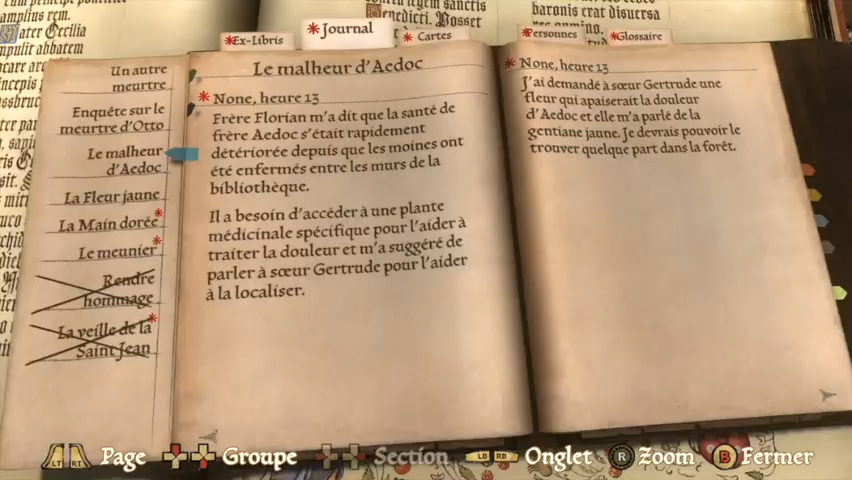 Ex-Libris
Journal
Cartes
Personnes
Glossaire
Un autre
meurtre
Enquête sur le
meurtre d'Otto
Le malheur
d'Aedoc
La Fleur jaune
La Main dorée
Le meunier
Rendre
hommage
La veille de la
Saint Jean
Le malheur d'Aedoc
None, heure 13
Frère Florian m'a dit que la santé de
frère Aedoc s'était rapidement
détériorée depuis que les moines ont
été enfermés entre les murs de la
bibliothèque.
Il a besoin d'accéder à une plante
médicinale spécifique pour l'aider à
traiter la douleur et m'a suggéré de
parler à sœur Gertrude pour l'aider
à la localiser.
None, heure 13
J'ai demandé à sœur Gertrude une
fleur qui apaiserait la douleur
d'Aedoc et elle m'a parlé de la
gentiane jaune. Je devrais pouvoir le
trouver quelque part dans la forêt.
LT RT Page
Groupe
Section
LB RB Onglet
R Zoom
B Fermer